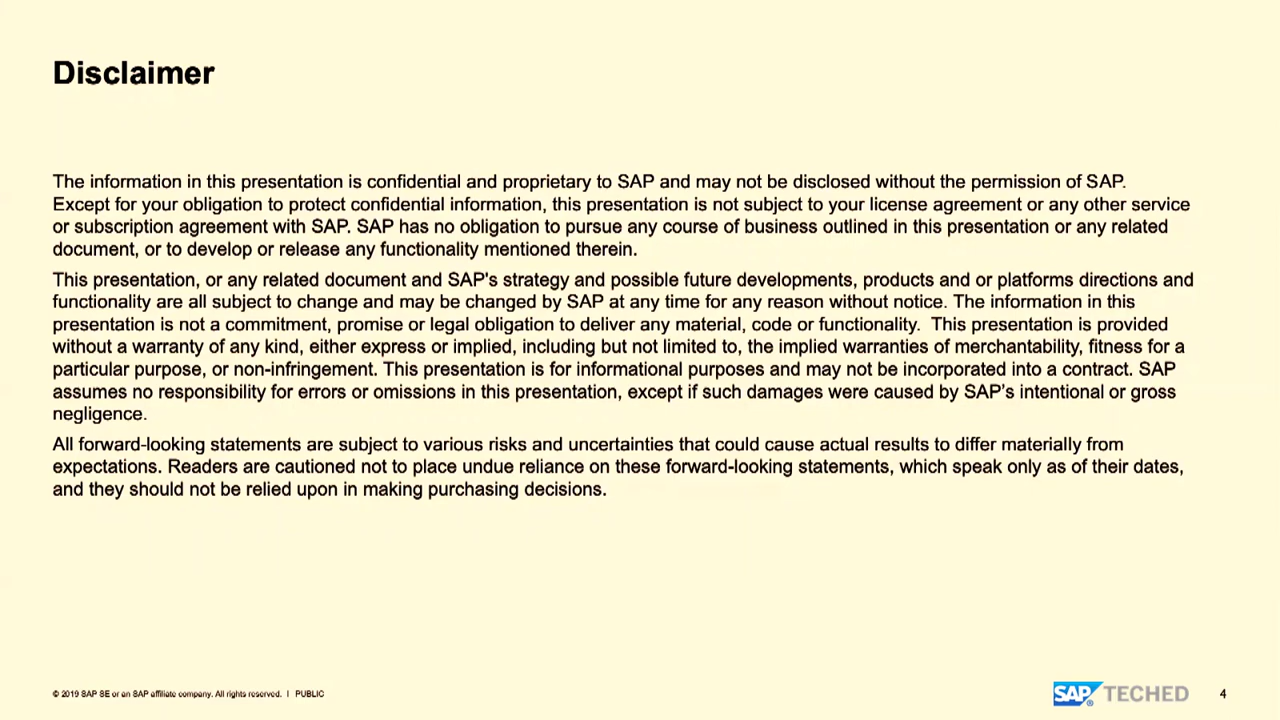 Disclaimer
The information in this presentation is confidential and proprietary to SAP and may not be disclosed without the permission of SAP.
Except for your obligation to protect confidential information, this presentation is not subject to your license agreement or any other service
or subscription agreement with SAP. SAP has no obligation to pursue any course of business outlined in this presentation or any related
document, or to develop or release any functionality mentioned therein.
This presentation, or any related document and SAP's strategy and possible future developments, products and or platforms directions and
functionality are all subject to change and may be changed by SAP at any time for any reason without notice. The information in this
presentation is not a commitment, promise or legal obligation to deliver any material, code or functionality.  This presentation is provided
without a warranty of any kind, either express or implied, including but not limited to, the implied warranties of merchantability, fitness for a
particular purpose, or non-infringement. This presentation is for informational purposes and may not be incorporated into a contract. SAP
assumes no responsibility for errors or omissions in this presentation, except if such damages were caused by SAP’s intentional or gross
negligence.
All forward-looking statements are subject to various risks and uncertainties that could cause actual results to differ materially from
expectations. Readers are cautioned not to place undue reliance on these forward-looking statements, which speak only as of their dates,
and they should not be relied upon in making purchasing decisions.
© 2019 SAP SE or an SAP affiliate company. All rights reserved. | PUBLIC
SAP® TECHED 4